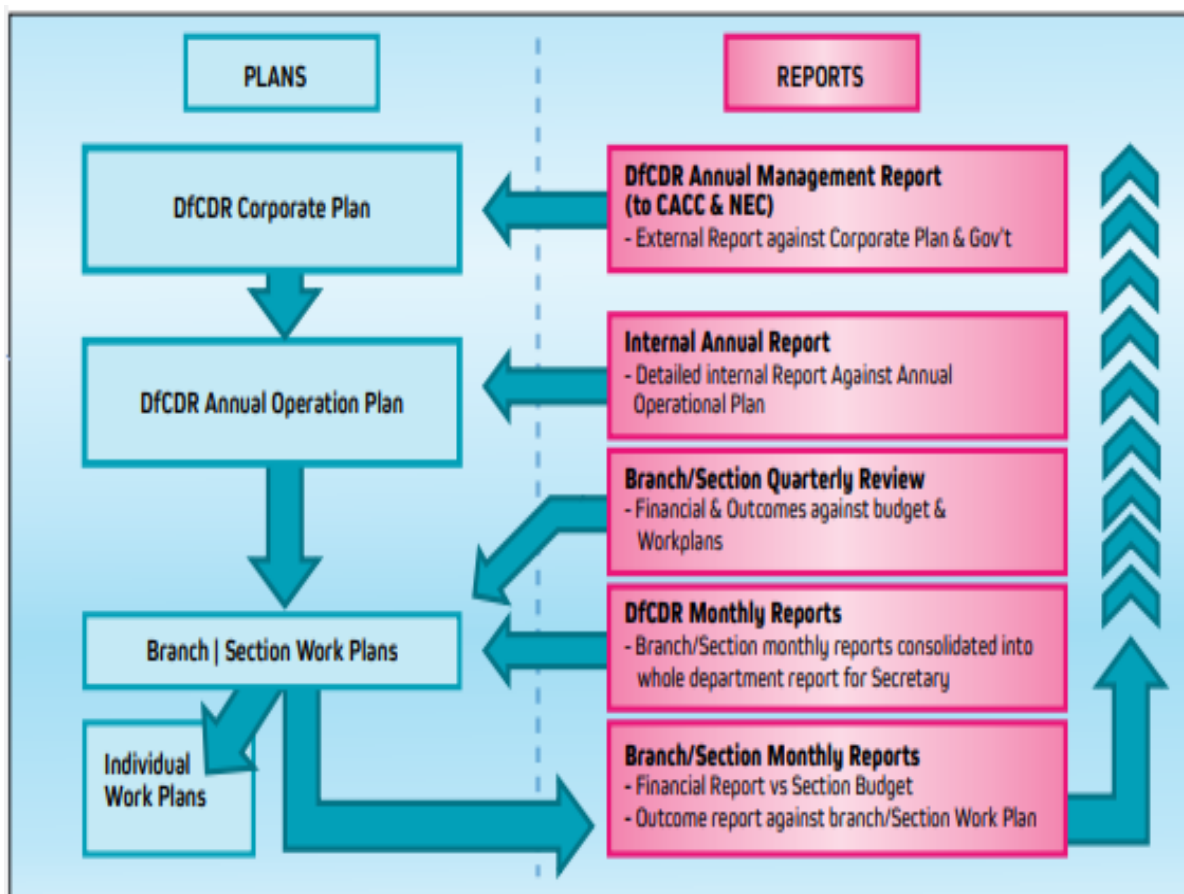 PLANS
DfCDR Corporate Plan
DfCDR Annual Operation Plan
Branch | Section Work Plans
Individual
Work Plans
REPORTS
DfCDR Annual Management Report
(to CACC & NEC)
- External Report against Corporate Plan & Gov't
Internal Annual Report
- Detailed internal Report Against Annual
Operational Plan
Branch/Section Quarterly Review
- Financial & Outcomes against budget &
Workplans
DfCDR Monthly Reports
- Branch/Section monthly reports consolidated into
whole department report for Secretary
Branch/Section Monthly Reports
- Financial Report vs Section Budget
- Outcome report against branch/Section Work Plan